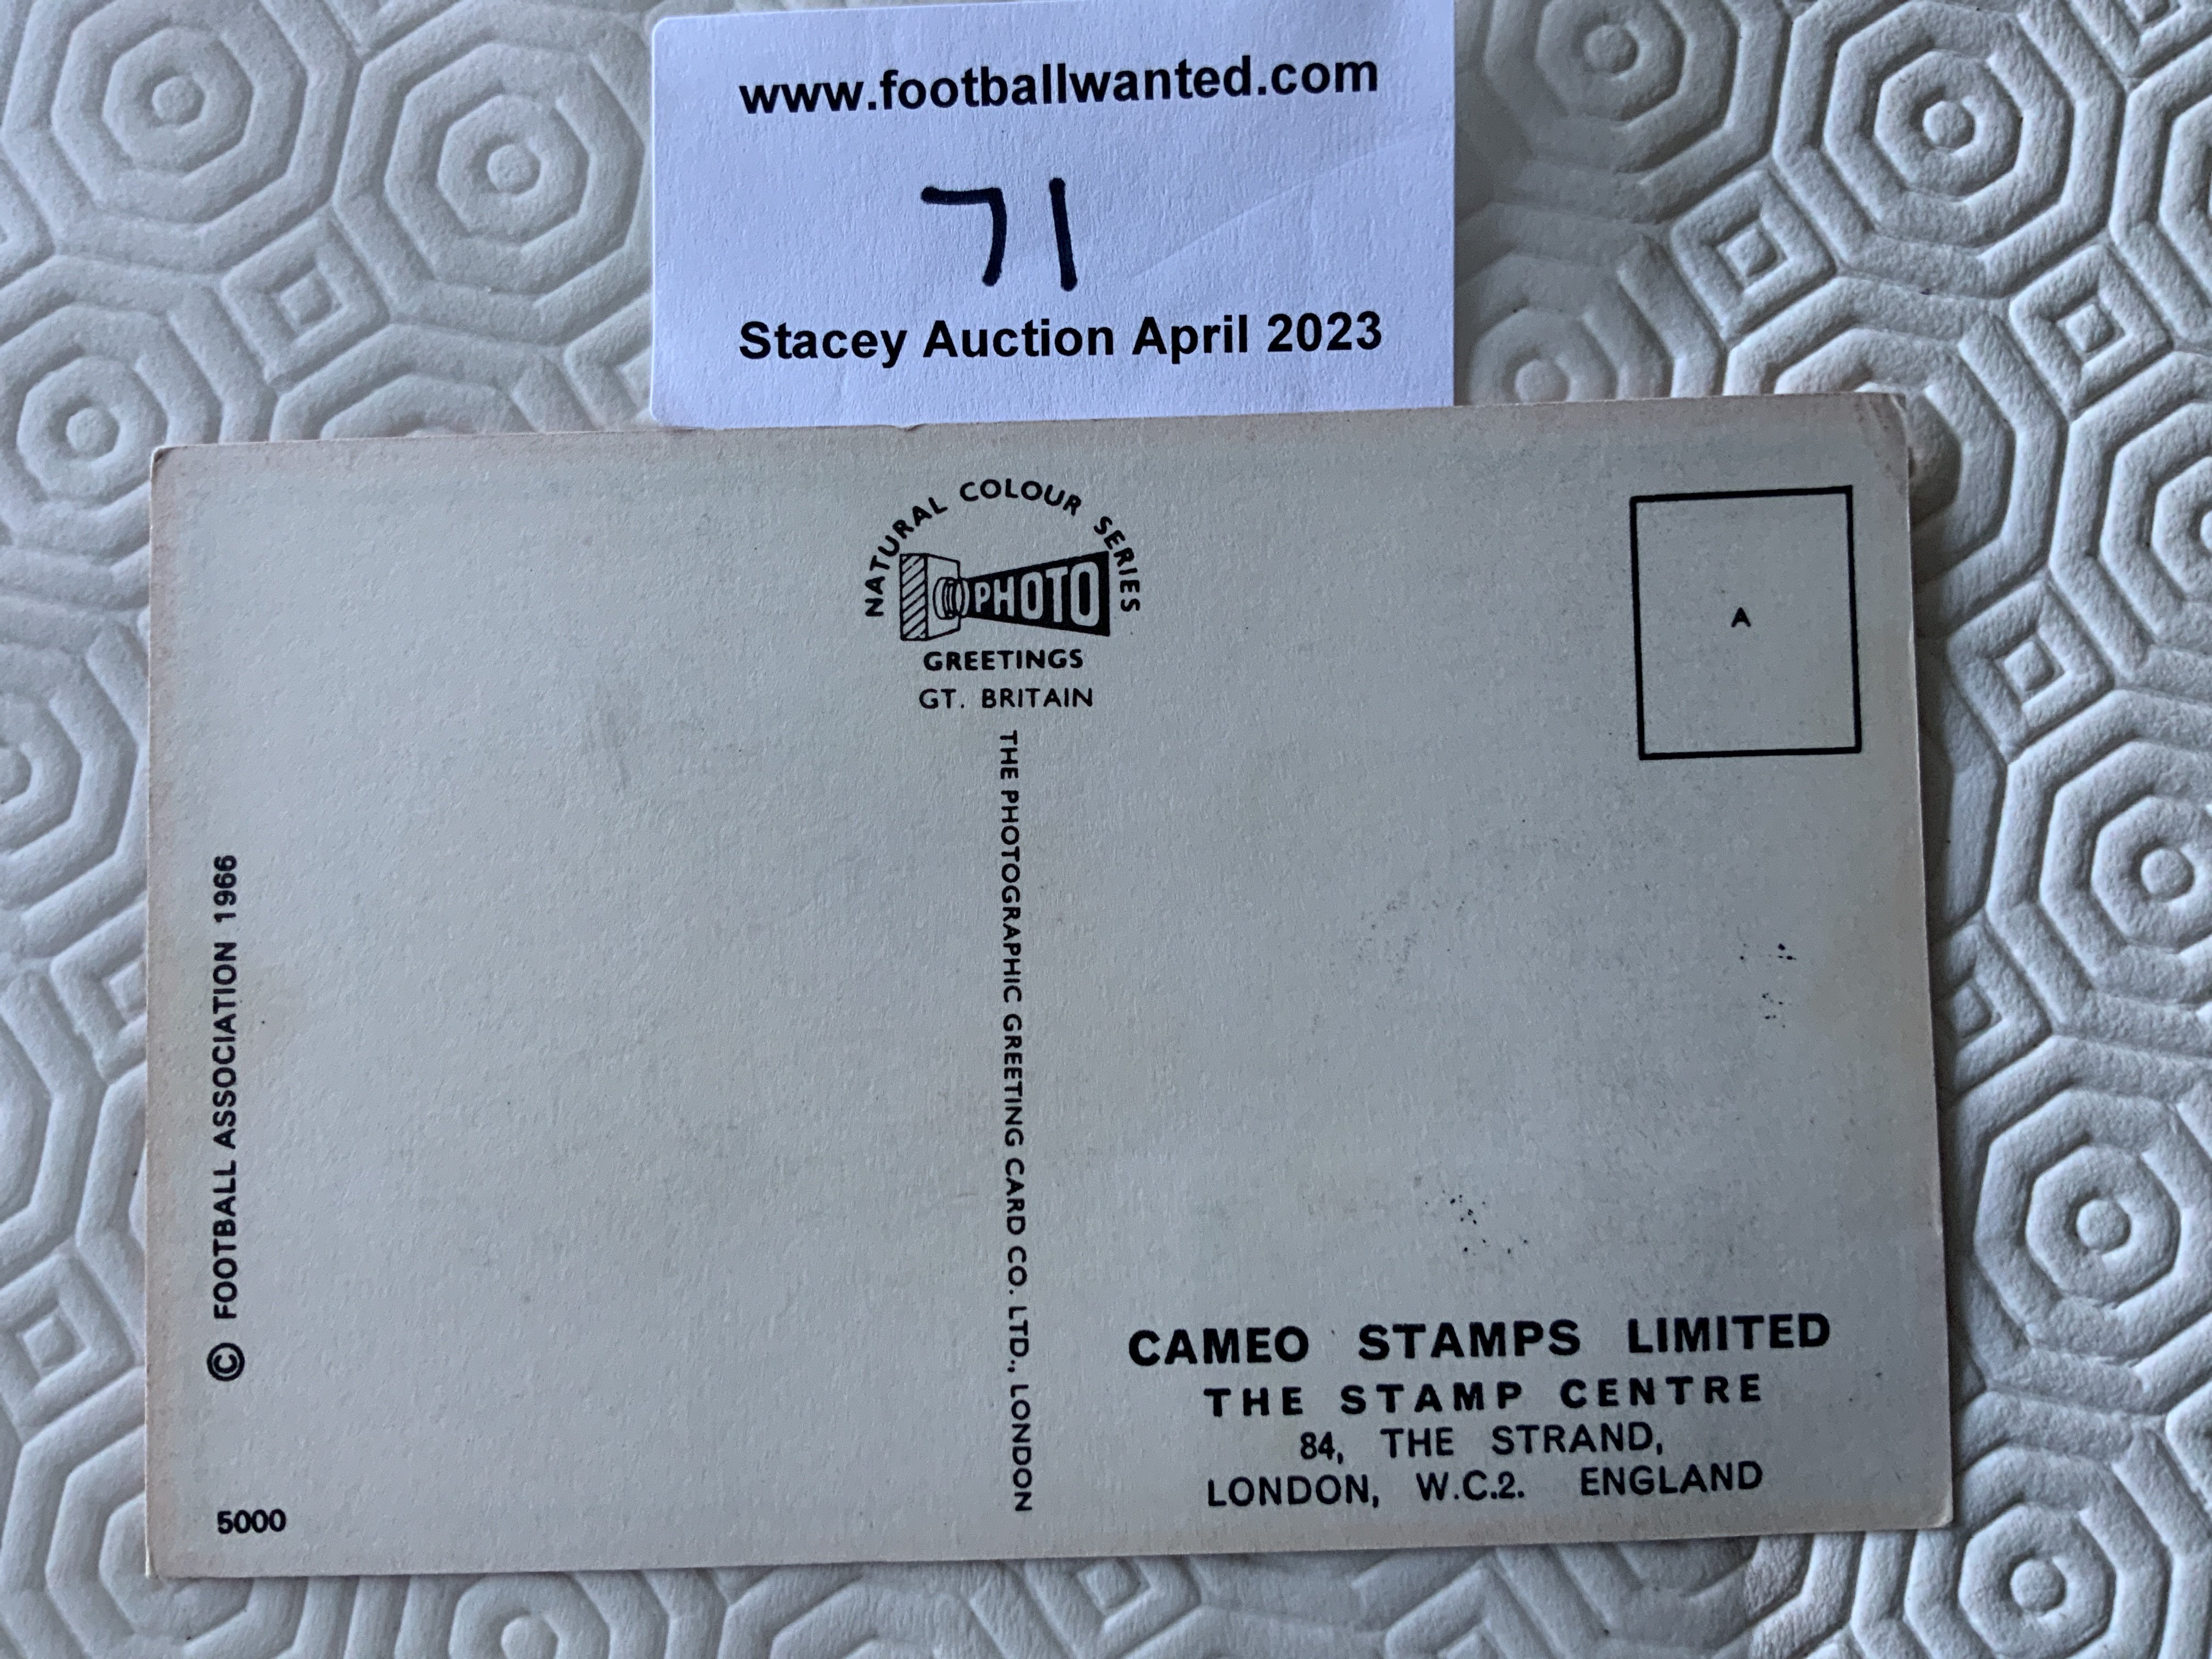 www.footballwanted.com
71
Stacey Auction April 2023
NATURAL COLOUR SERIES
PHOTO
GREETINGS
GT. BRITAIN
A
THE PHOTOGRAPHIC GREETING CARD CO. LTD., LONDON
© FOOTBALL ASSOCIATION 1966
5000
CAMEO STAMPS LIMITED
THE STAMP CENTRE
84, THE STRAND,
LONDON, W.C.2. ENGLAND